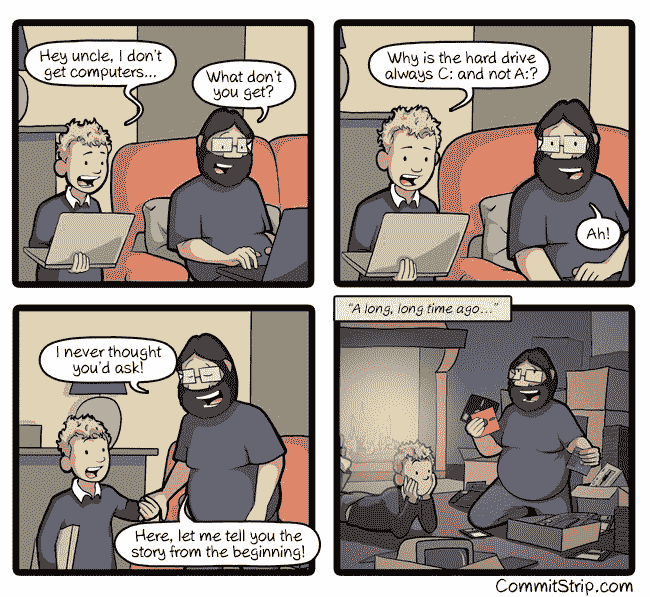 Hey uncle, I don't
get computers...
What don't
you get?
Why is the hard drive
always C: and not A:?
Ah!
I never thought
you'd ask!
Here, let me tell you the
story from the beginning!
"A long, long time ago..."
CommitStrip.com